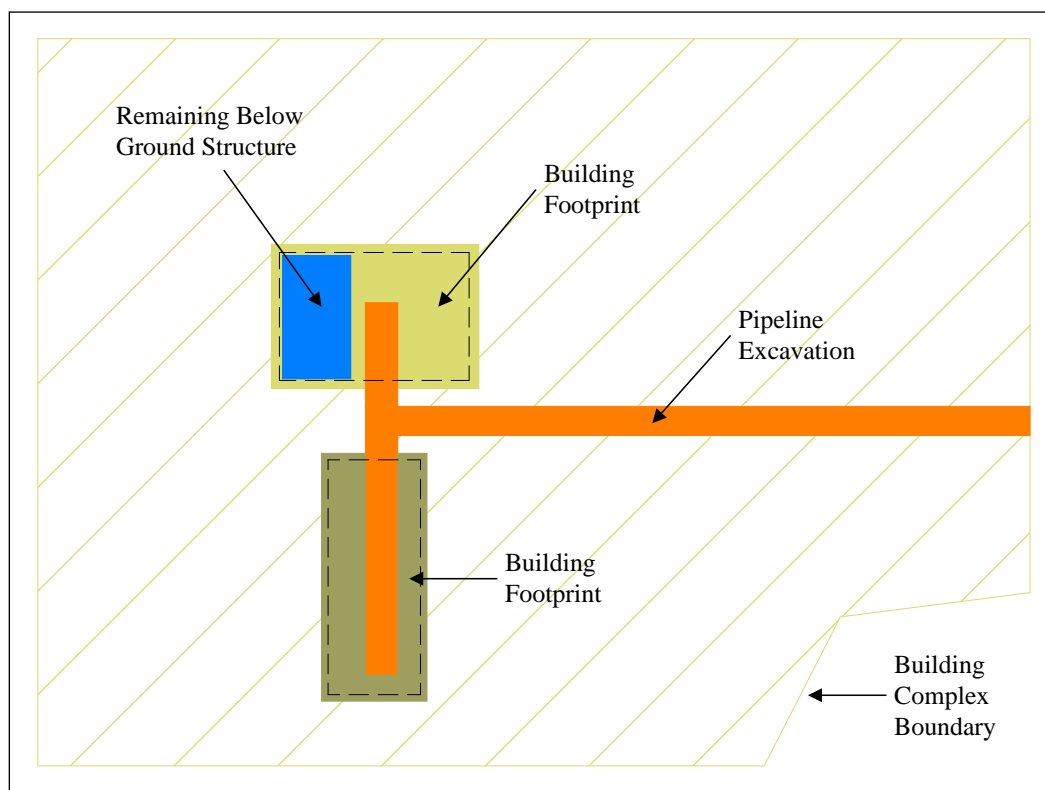 Remaining Below
Ground Structure
Building
Footprint
Pipeline
Excavation
Building
Footprint
Building
Complex
Boundary